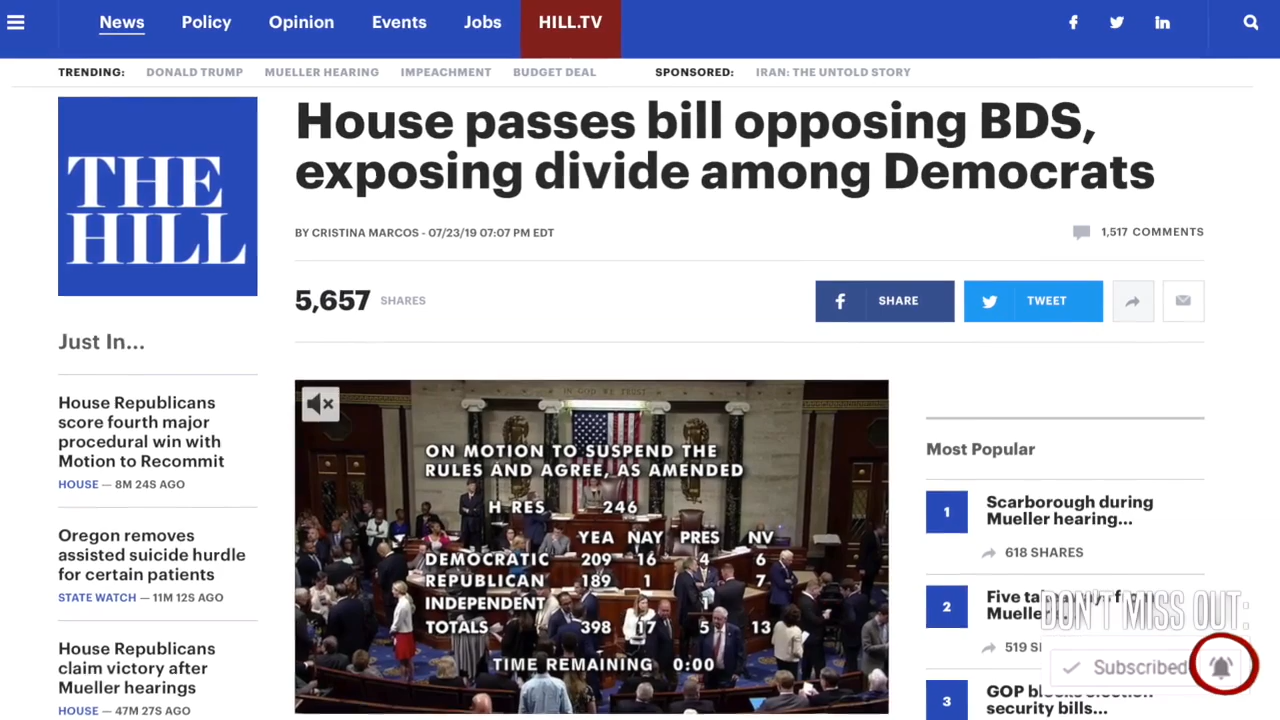 News Policy Opinion Events Jobs HILL.TV
TRENDING: DONALD TRUMP MUELLER HEARING IMPEACHMENT BUDGET DEAL SPONSORED: IRAN: THE UNTOLD STORY
THE
HILL
House passes bill opposing BDS,
exposing divide among Democrats
BY CRISTINA MARCOS - 07/23/19 07:07 PM EDT
1,517 COMMENTS
5,657 SHARES
SHARE
TWEET
Just In...
House Republicans
score fourth major
procedural win with
Motion to Recommit
HOUSE — 8M 24S AGO
Oregon removes
assisted suicide hurdle
for certain patients
STATE WATCH — 11M 12S AGO
House Republicans
claim victory after
Mueller hearings
HOUSE — 47M 27S AGO
IN GOD WE TRUST
ON MOTION TO SUSPEND THE
RULES AND AGREE, AS AMENDED
H RES 246
YEA NAY PRES NV
DEMOCRATIC 209 16 4 6
REPUBLICAN 189 1 7
INDEPENDENT 1
TOTALS 398 17 5 13
TIME REMAINING 0:00
Most Popular
1
Scarborough during
Mueller hearing...
618 SHARES
2
Five takeaways from
Mueller
519
3
GOP blocks election
security bills...
DON'T MISS OUT:
Subscribed